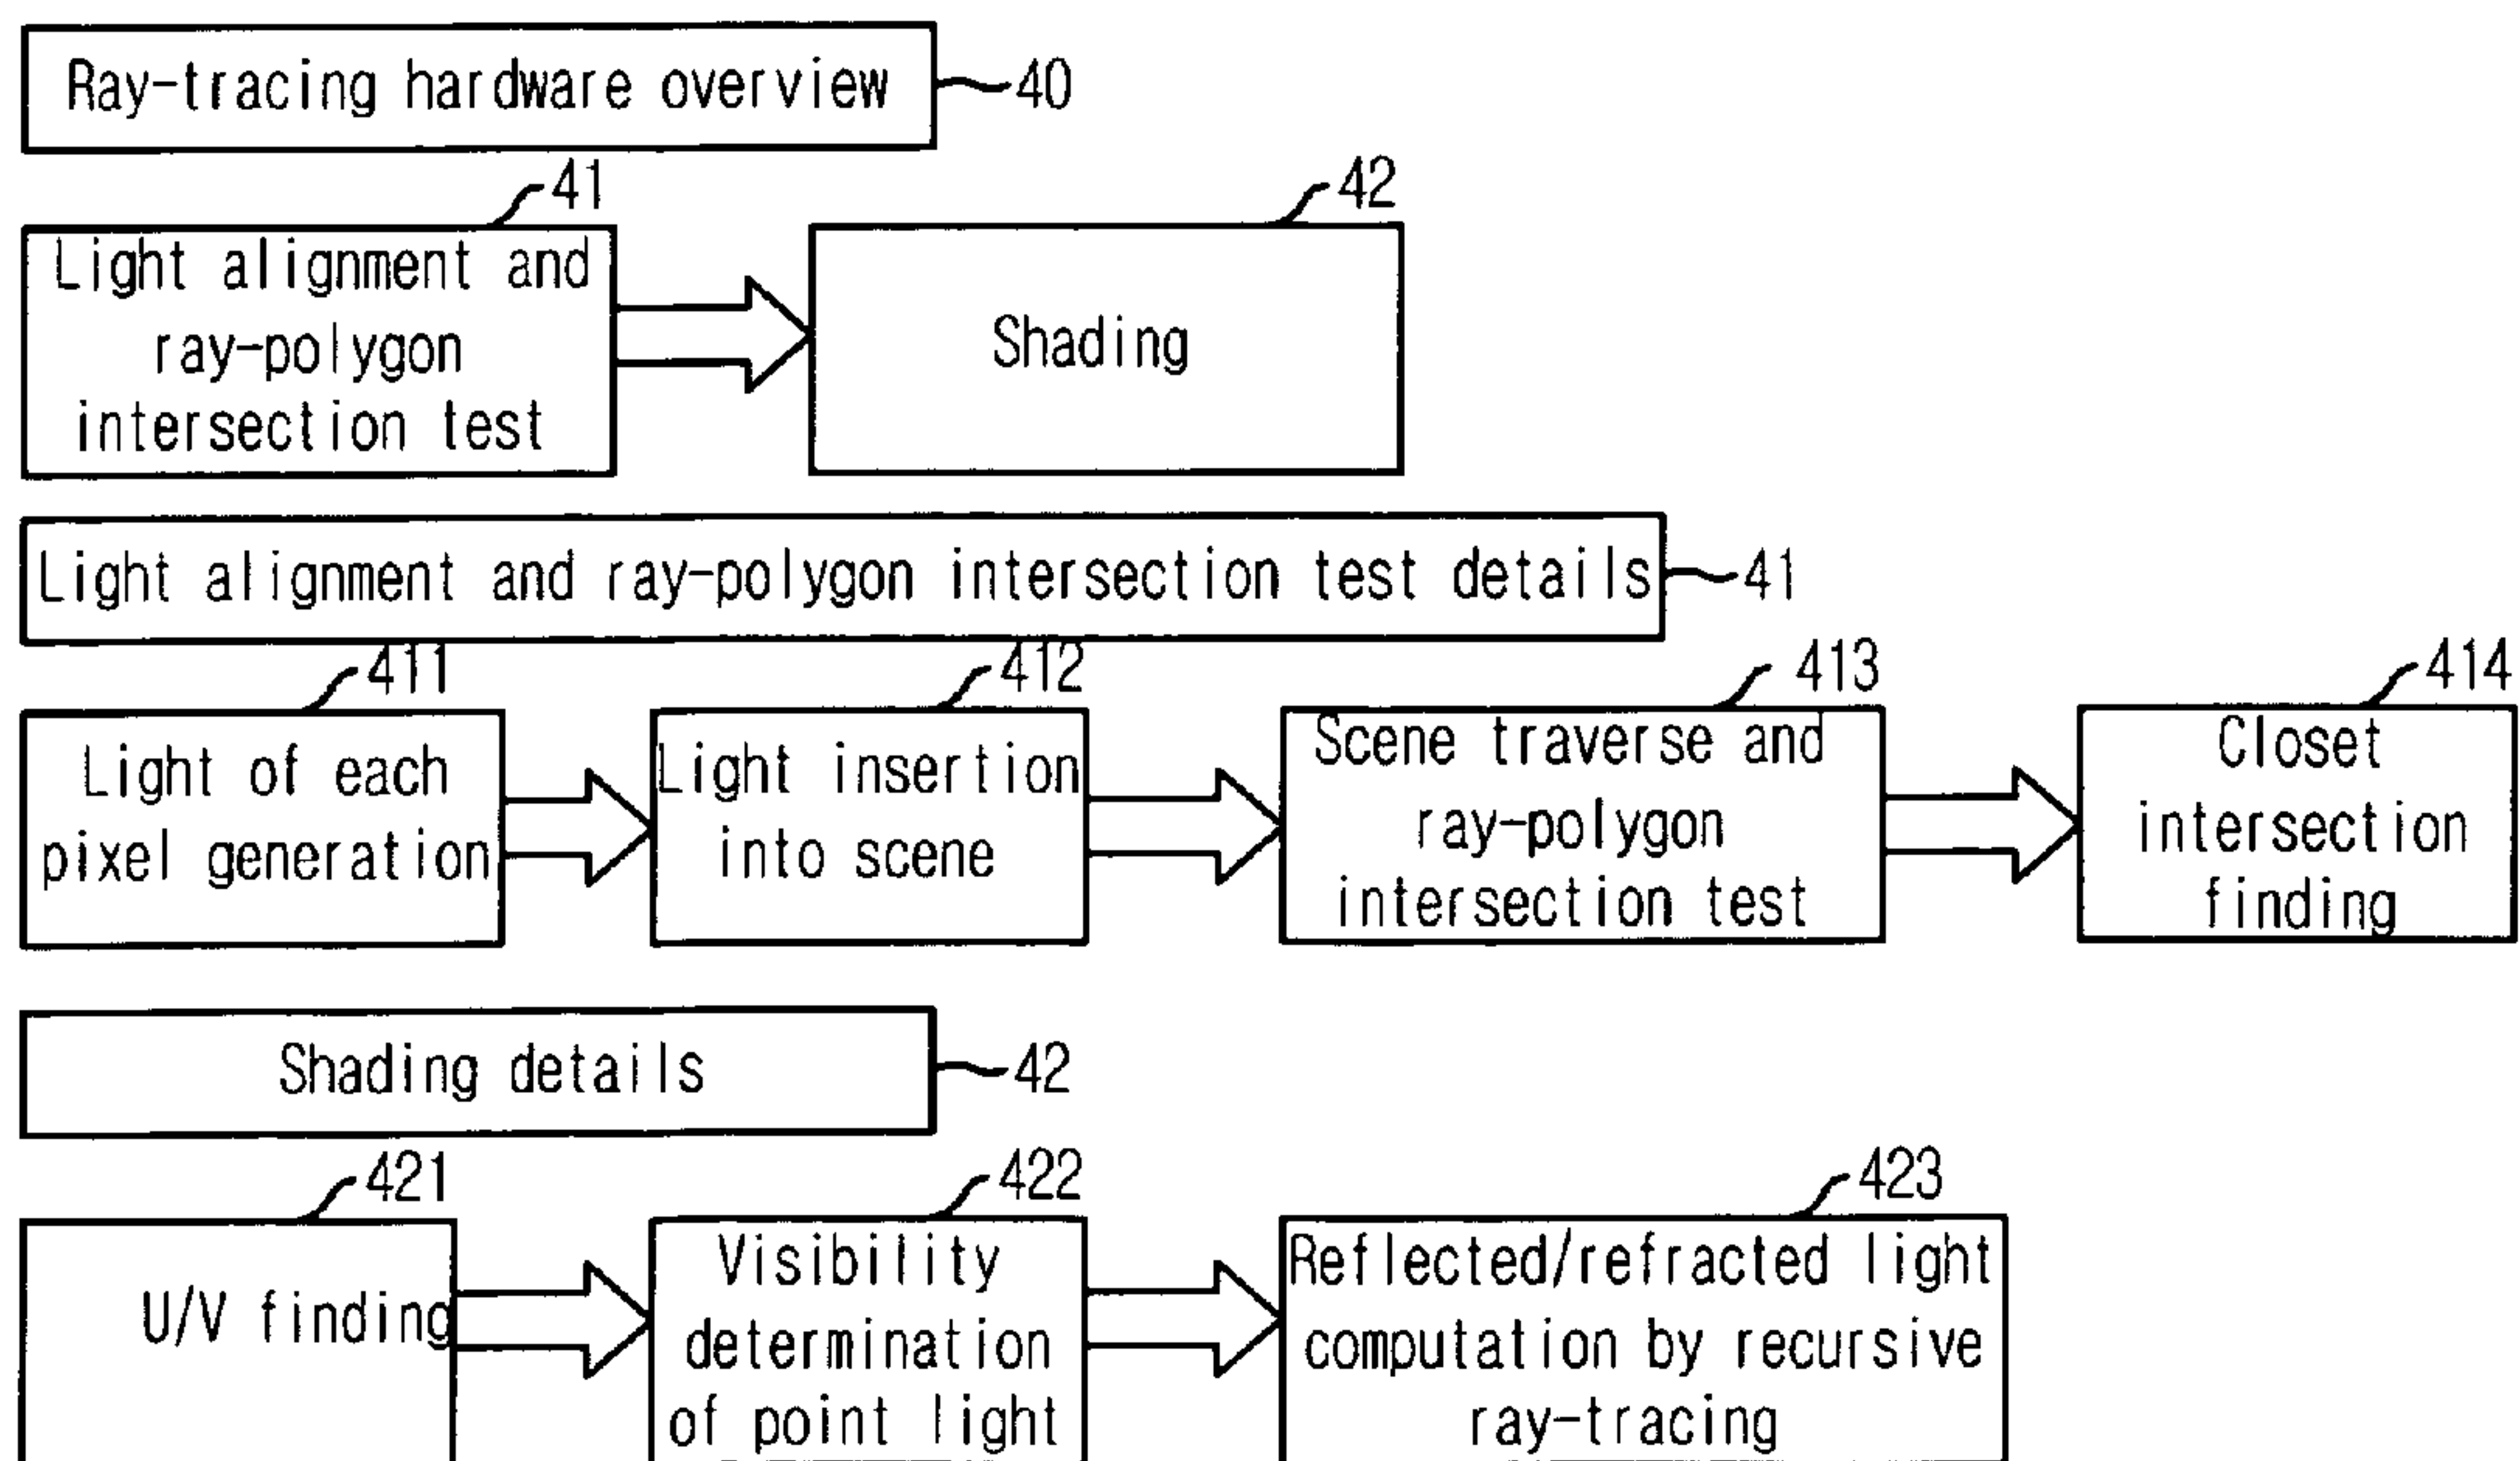 Ray-tracing hardware overview
40
41
42
Light alignment and
ray-polygon
intersection test
Shading
Light alignment and ray-polygon intersection test details
41
411
412
413
414
Light of each
pixel generation
Light insertion
into scene
Scene traverse and
ray-polygon
intersection test
Closet
intersection
finding
Shading details
42
421
422
423
U/V finding
Visibility
determination
of point light
Reflected/refracted light
computation by recursive
ray-tracing